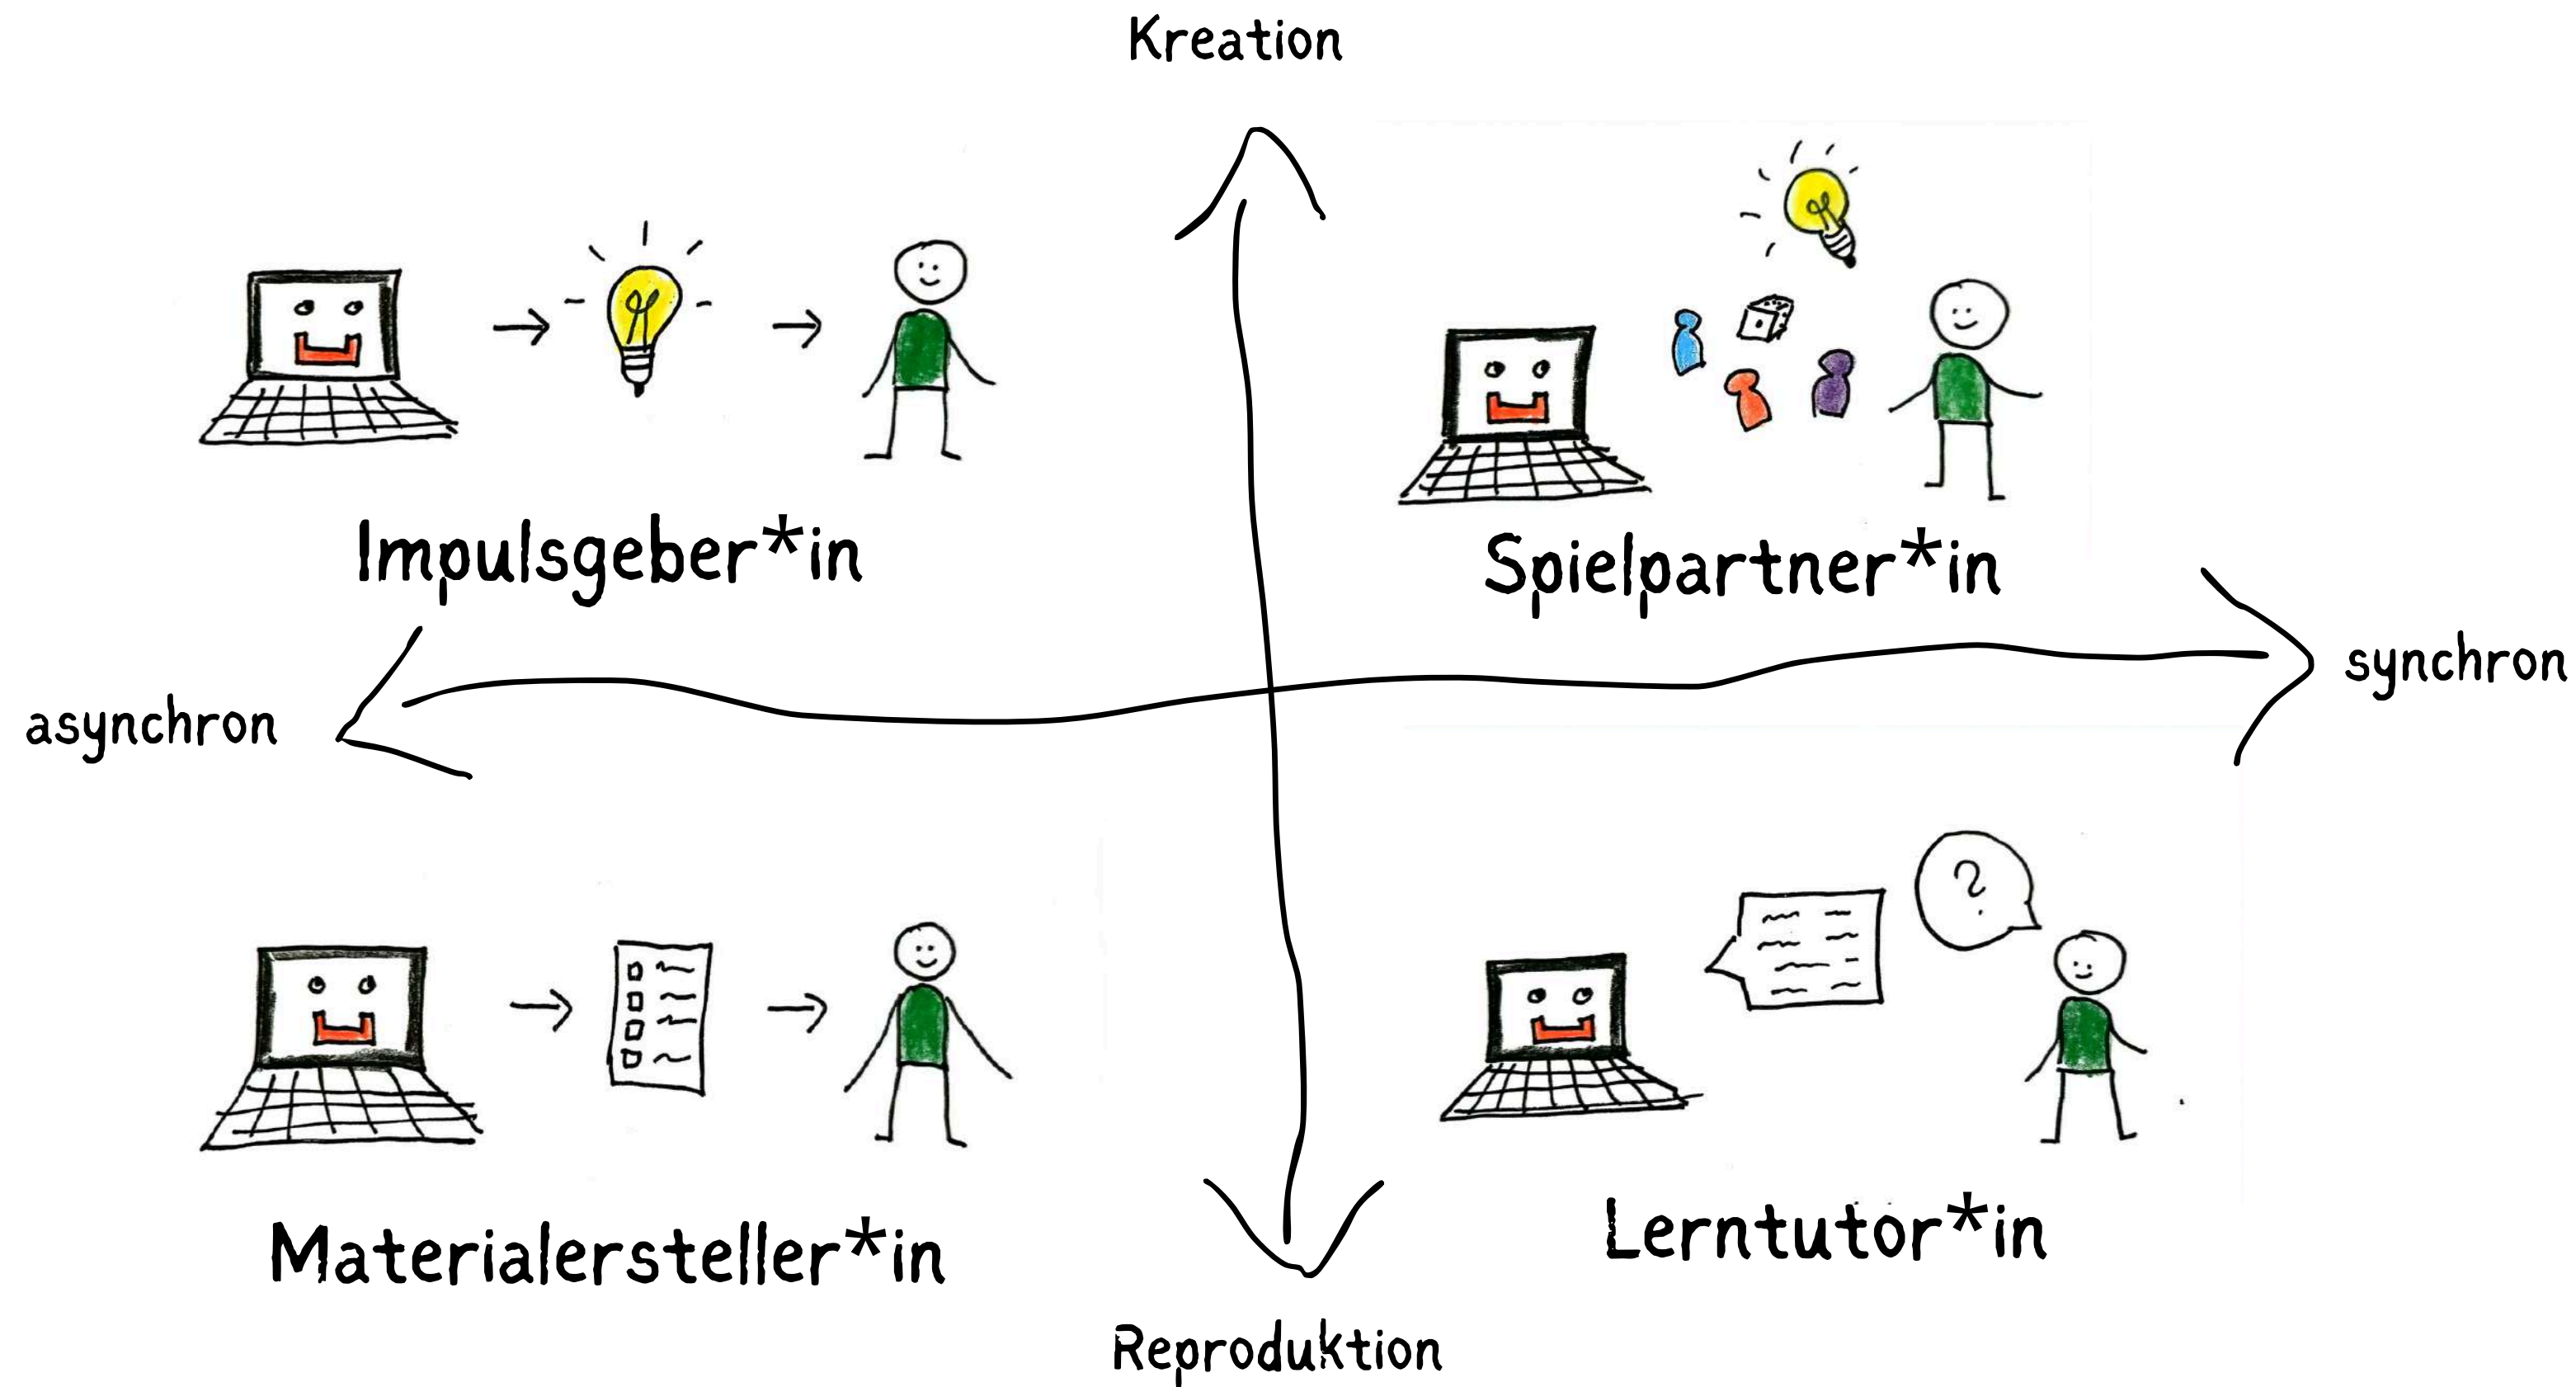 Kreation
Impulsgeber*in
Spielpartner*in
asynchron
synchron
?
Materialersteller*in
Lerntutor*in
Reproduktion